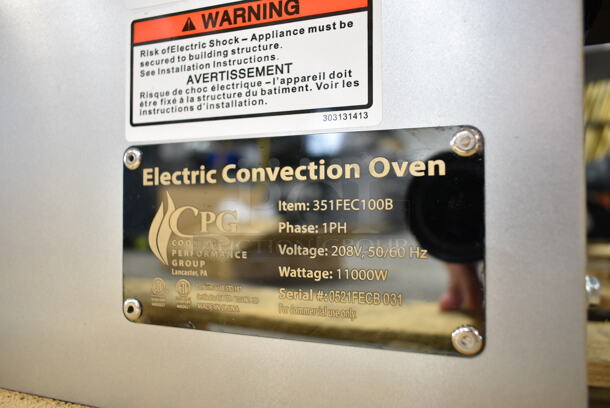 WARNING
Risk of Electric Shock – Appliance must be
secured to building structure.
See Installation Instructions.
AVERTISSEMENT
Risque de choc électrique –l'appareil doit
être fixé à la structure du batiment. Voir les
instructions d'installation.
303131413
Electric Convection Oven
CPG
COOKING
PERFORMANCE
GROUP
Lancaster, PA
Item: 351FEC100B
Phase: 1PH
Voltage: 208V, 50/60 Hz
Wattage: 11000W
Serial #: 0521FECB 031
For commercial use only.
MADE IN CHINA